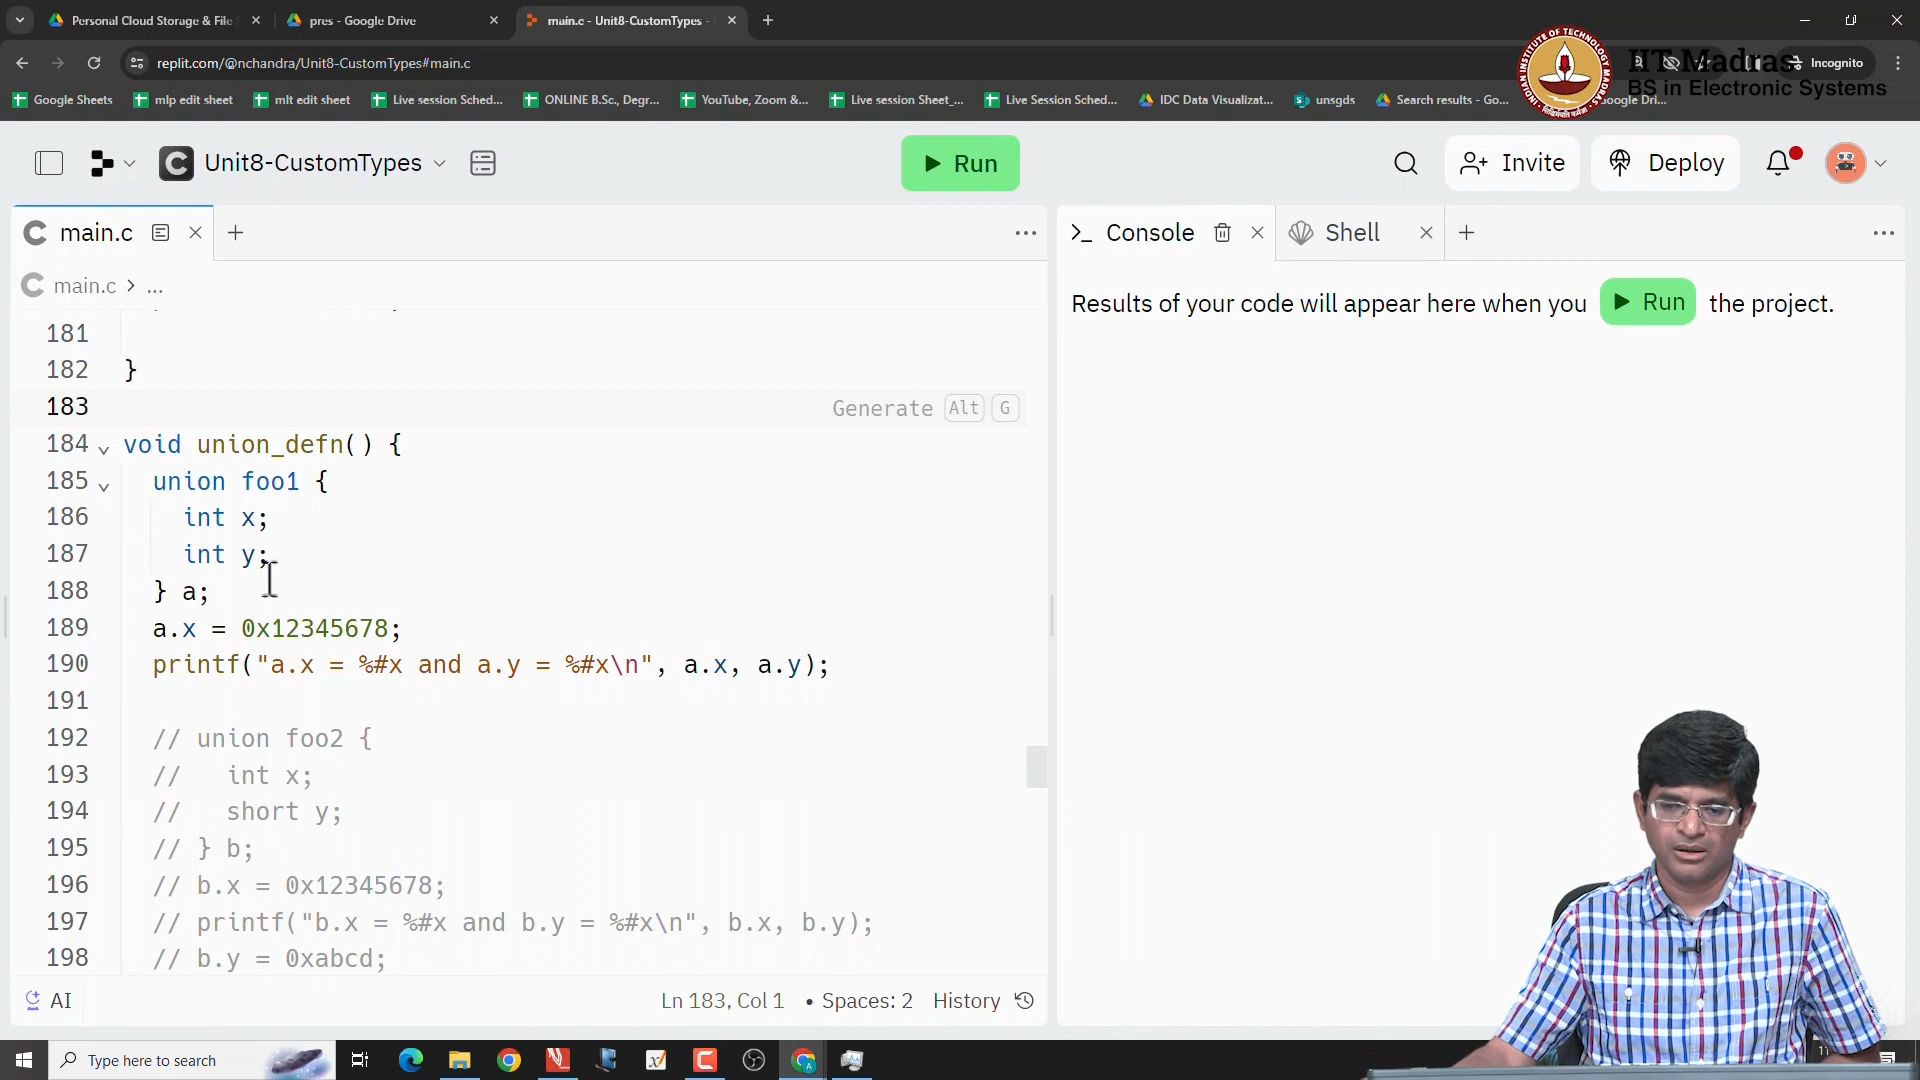 Personal Cloud Storage & File
pres - Google Drive
main.c - Unit8-CustomTypes -
replit.com/@nchandra/Unit8-CustomTypes#main.c
Incognito
IIT Madras
BS in Electronic Systems
INDIAN INSTITUTE OF TECHNOLOGY MADRAS
Google Sheets
mlp edit sheet
mlt edit sheet
Live session Sched...
ONLINE B.Sc., Degr...
YouTube, Zoom &...
Live session Sheet_...
Live Session Sched...
IDC Data Visualizat...
unsgds
Search results - Go...
Unit8-CustomTypes
Run
Invite
Deploy
main.c
Console
Shell
main.c > ...
Results of your code will appear here when you Run the project.
181
182 }
183 Generate Alt G
184 void union_defn() {
185 union foo1 {
186 int x;
187 int y;
188 } a;
189 a.x = 0x12345678;
190 printf("a.x = %#x and a.y = %#x\n", a.x, a.y);
191
192 // union foo2 {
193 // int x;
194 // short y;
195 // } b;
196 // b.x = 0x12345678;
197 // printf("b.x = %#x and b.y = %#x\n", b.x, b.y);
198 // b.y = 0xabcd;
AI
Ln 183, Col 1 • Spaces: 2 History
Type here to search